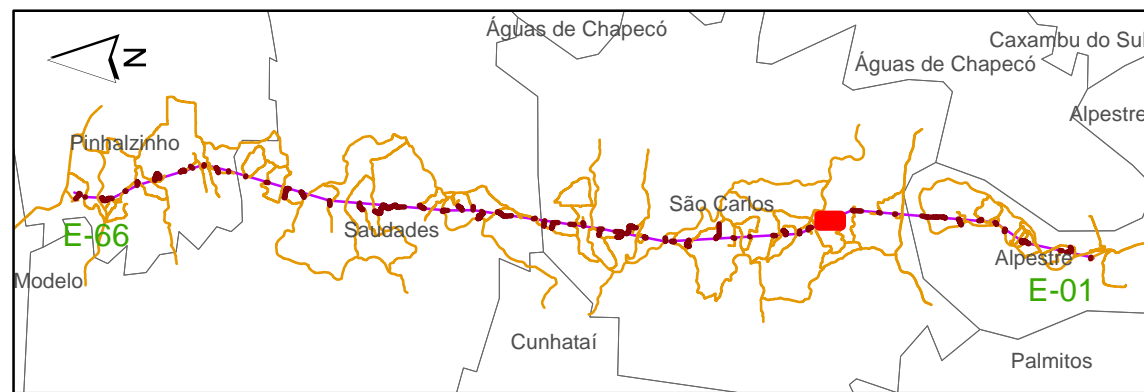 Águas de Chapecó
Caxambu do Sul
N
Águas de Chapecó
Alpestre
Pinhalzinho
São Carlos
E-66
Saudades
Alpestre
Modelo
E-01
Cunhataí
Palmitos